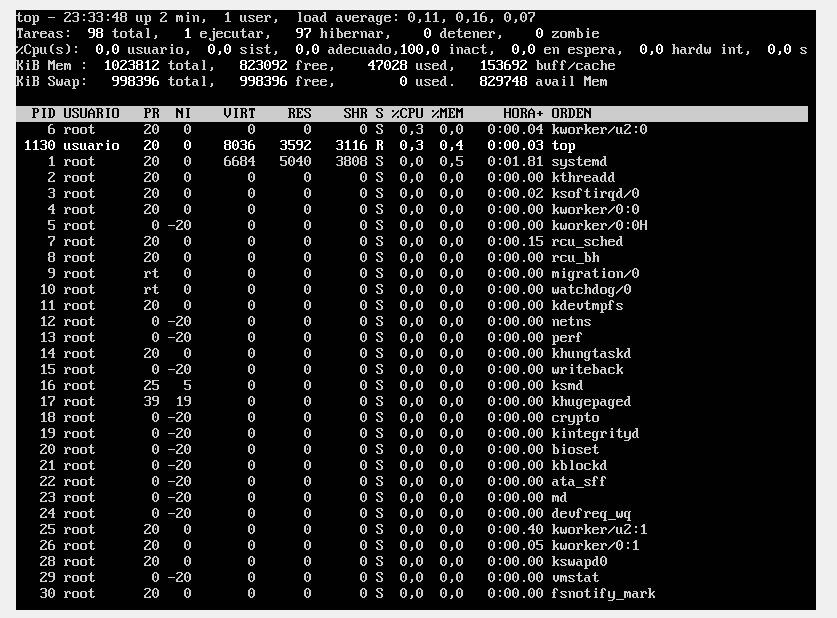 top - 23:33:48 up 2 min,  1 user,  load average: 0,11, 0,16, 0,07
Tareas:  98 total,   1 ejecutar,  97 hibernar,   0 detener,   0 zombie
%Cpu(s):  0,0 usuario,  0,0 sist,  0,0 adecuado,100,0 inact,  0,0 en espera,  0,0 hardw int,  0,0 s
KiB Mem :  1023812 total,   823092 free,    47028 used,   153692 buff/cache
KiB Swap:   998396 total,   998396 free,        0 used.   829748 avail Mem
PID USUARIO PR NI VIRT RES SHR S %CPU %MEM HORA+ ORDEN
6 root 20 0 0 0 0 S 0,3 0,0 0:00.04 kworker/u2:0
1130 usuario 20 0 8036 3592 3116 R 0,3 0,4 0:00.03 top
1 root 20 0 6684 5040 3808 S 0,0 0,5 0:01.81 systemd
2 root 20 0 0 0 0 S 0,0 0,0 0:00.00 kthreadd
3 root 20 0 0 0 0 S 0,0 0,0 0:00.02 ksoftirqd/0
4 root 20 0 0 0 0 S 0,0 0,0 0:00.00 kworker/0:0
5 root 0 -20 0 0 0 S 0,0 0,0 0:00.00 kworker/0:0H
7 root 20 0 0 0 0 S 0,0 0,0 0:00.15 rcu_sched
8 root 20 0 0 0 0 S 0,0 0,0 0:00.00 rcu_bh
9 root rt 0 0 0 0 S 0,0 0,0 0:00.00 migration/0
10 root rt 0 0 0 0 S 0,0 0,0 0:00.00 watchdog/0
11 root 20 0 0 0 0 S 0,0 0,0 0:00.00 kdevtmpfs
12 root 0 -20 0 0 0 S 0,0 0,0 0:00.00 netns
13 root 0 -20 0 0 0 S 0,0 0,0 0:00.00 perf
14 root 20 0 0 0 0 S 0,0 0,0 0:00.00 khungtaskd
15 root 0 -20 0 0 0 S 0,0 0,0 0:00.00 writeback
16 root 25 5 0 0 0 S 0,0 0,0 0:00.00 ksmd
17 root 39 19 0 0 0 S 0,0 0,0 0:00.00 khugepaged
18 root 0 -20 0 0 0 S 0,0 0,0 0:00.00 crypto
19 root 0 -20 0 0 0 S 0,0 0,0 0:00.00 kintegrityd
20 root 0 -20 0 0 0 S 0,0 0,0 0:00.00 bioset
21 root 0 -20 0 0 0 S 0,0 0,0 0:00.00 kblockd
22 root 0 -20 0 0 0 S 0,0 0,0 0:00.00 ata_sff
23 root 0 -20 0 0 0 S 0,0 0,0 0:00.00 md
24 root 0 -20 0 0 0 S 0,0 0,0 0:00.00 devfreq_wq
25 root 20 0 0 0 0 S 0,0 0,0 0:00.40 kworker/u2:1
26 root 20 0 0 0 0 S 0,0 0,0 0:00.05 kworker/0:1
28 root 20 0 0 0 0 S 0,0 0,0 0:00.00 kswapd0
29 root 0 -20 0 0 0 S 0,0 0,0 0:00.00 vmstat
30 root 20 0 0 0 0 S 0,0 0,0 0:00.00 fsnotify_mark